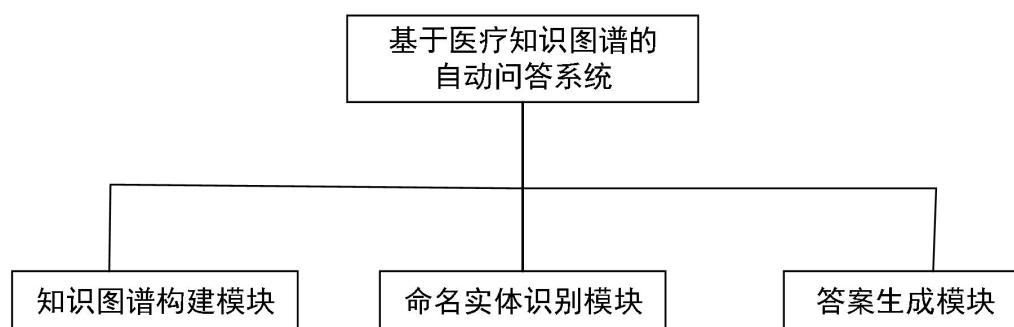 基于医疗知识图谱的
自动问答系统
知识图谱构建模块
命名实体识别模块
答案生成模块